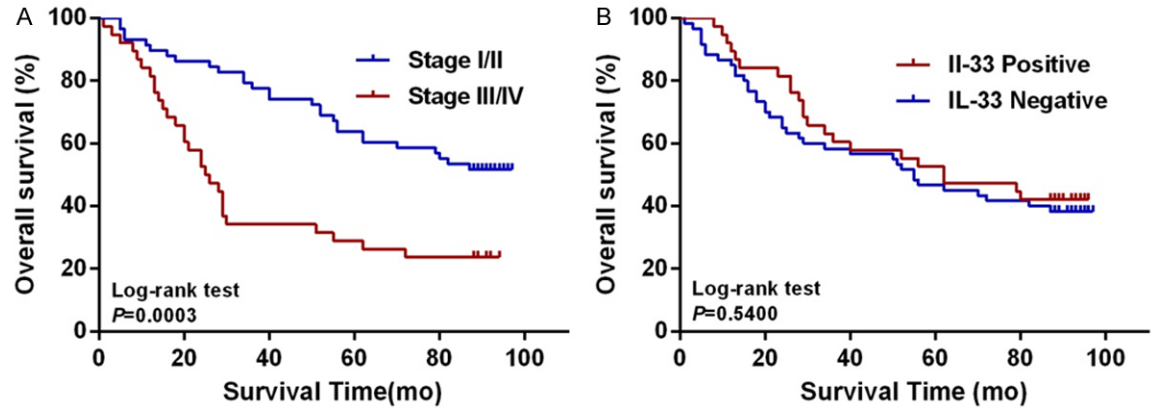 A
Overall survival (%)
100
80
60
40
20
0
Stage I/II
Stage III/IV
Log-rank test
P=0.0003
0 20 40 60 80 100
Survival Time(mo)
B
Overall survival (%)
100
80
60
40
20
0
Il-33 Positive
IL-33 Negative
Log-rank test
P=0.5400
0 20 40 60 80 100
Survival Time (mo)